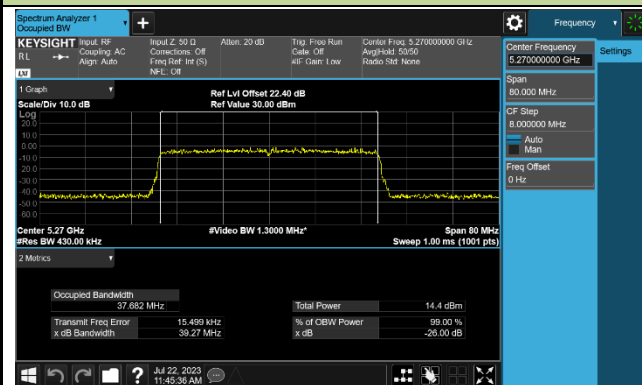 Spectrum Analyzer 1
Occupied BW
Frequency
KEYSIGHT
RL
LXI
Input: RF
Coupling: AC
Align: Auto
Input Z: 50 Ω
Corrections: Off
Freq Ref: Int (S)
NFE: Off
Atten: 20 dB
Trig: Free Run
Gate: Off
#IF Gain: Low
Center Freq: 5.270000000 GHz
Avg|Hold: 50/50
Radio Std: None
Center Frequency
5.270000000 GHz
Settings
Span
80.000 MHz
CF Step
8.000000 MHz
Auto
Man
Freq Offset
0 Hz
1 Graph
Scale/Div 10.0 dB
Ref Lvl Offset 22.40 dB
Ref Value 30.00 dBm
Log
20.0
10.0
0.00
-10.0
-20.0
-30.0
-40.0
-50.0
-60.0
Center 5.27 GHz
#Video BW 1.3000 MHz*
Span 80 MHz
#Res BW 430.00 kHz
Sweep 1.00 ms (1001 pts)
2 Metrics
Occupied Bandwidth
37.682 MHz
Total Power 14.4 dBm
Transmit Freq Error 15.499 kHz
% of OBW Power 99.00 %
x dB Bandwidth 39.27 MHz
x dB -26.00 dB
?
Jul 22, 2023
11:45:36 AM